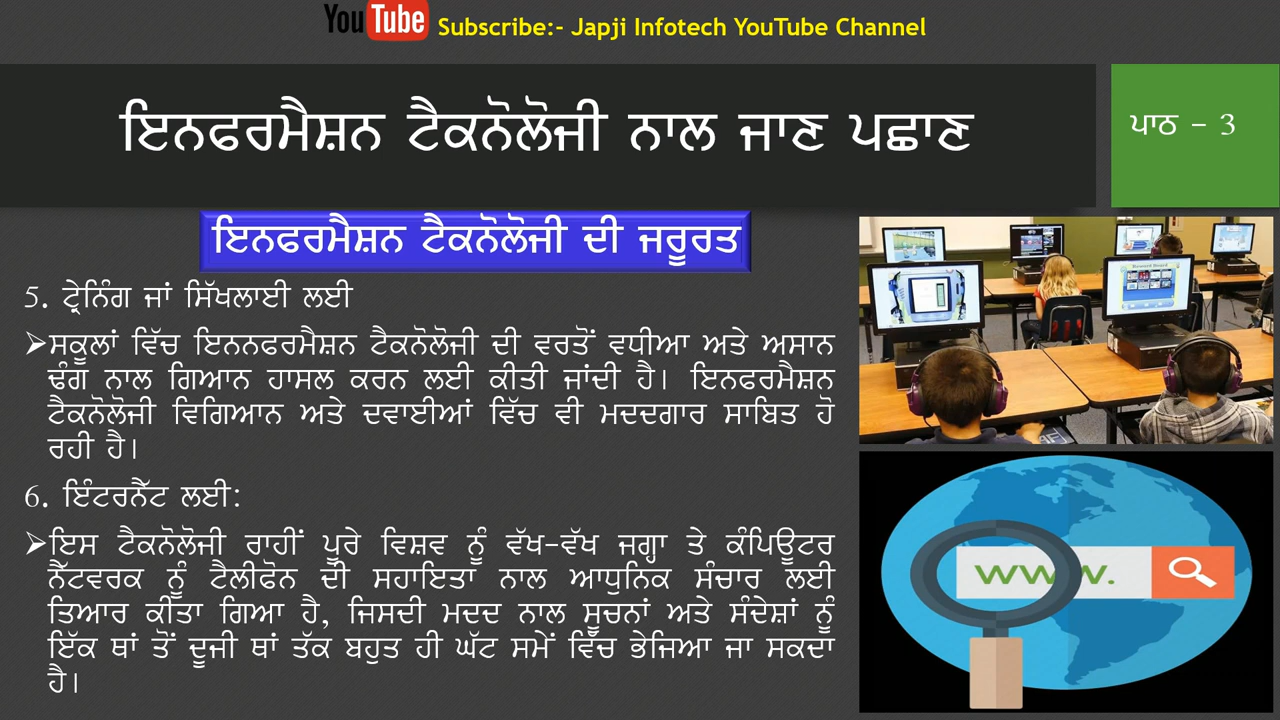 YouTube Subscribe:- Japji Infotech YouTube Channel
ਇਨਫਰਮੈਸ਼ਨ ਟੈਕਨੋਲੋਜੀ ਨਾਲ ਜਾਣ ਪਛਾਣ
ਪਾਠ - 3
ਇਨਫਰਮੈਸ਼ਨ ਟੈਕਨੋਲੋਜੀ ਦੀ ਜਰੂਰਤ
5. ਟ੍ਰੇਨਿੰਗ ਜਾਂ ਸਿੱਖਲਾਈ ਲਈ
➢ਸਕੂਲਾਂ ਵਿੱਚ ਇਨਨਫਰਮੈਸ਼ਨ ਟੈਕਨੋਲੋਜੀ ਦੀ ਵਰਤੋਂ ਵਧੀਆ ਅਤੇ ਅਸਾਨ
ਢੰਗ ਨਾਲ ਗਿਆਨ ਹਾਸਲ ਕਰਨ ਲਈ ਕੀਤੀ ਜਾਂਦੀ ਹੈ। ਇਨਫਰਮੈਸ਼ਨ
ਟੈਕਨੋਲੋਜੀ ਵਿਗਿਆਨ ਅਤੇ ਦਵਾਈਆਂ ਵਿੱਚ ਵੀ ਮਦਦਗਾਰ ਸਾਬਿਤ ਹੋ
ਰਹੀ ਹੈ।
6. ਇੰਟਰਨੈੱਟ ਲਈ:
➢ਇਸ ਟੈਕਨੋਲੋਜੀ ਰਾਹੀਂ ਪੂਰੇ ਵਿਸ਼ਵ ਨੂੰ ਵੱਖ-ਵੱਖ ਜਗ੍ਹਾ ਤੇ ਕੰਪਿਊਟਰ
ਨੈੱਟਵਰਕ ਨੂੰ ਟੈਲੀਫੋਨ ਦੀ ਸਹਾਇਤਾ ਨਾਲ ਆਧੁਨਿਕ ਸੰਚਾਰ ਲਈ
ਤਿਆਰ ਕੀਤਾ ਗਿਆ ਹੈ, ਜਿਸਦੀ ਮਦਦ ਨਾਲ ਸੂਚਨਾਂ ਅਤੇ ਸੰਦੇਸ਼ਾਂ ਨੂੰ
ਇੱਕ ਥਾਂ ਤੋਂ ਦੂਜੀ ਥਾਂ ਤੱਕ ਬਹੁਤ ਹੀ ਘੱਟ ਸਮੇਂ ਵਿੱਚ ਭੇਜਿਆ ਜਾ ਸਕਦਾ
ਹੈ।
www.